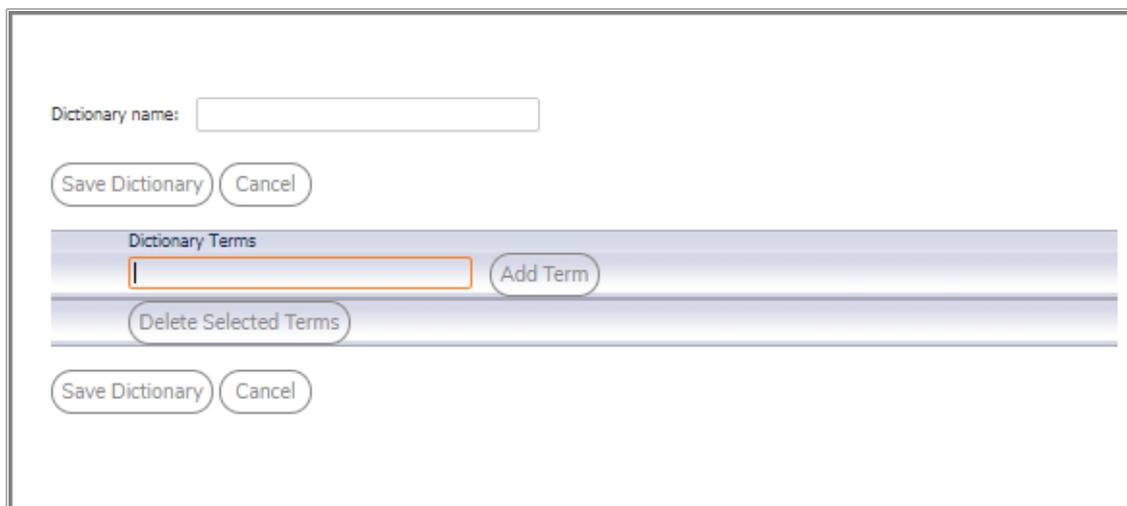 Dictionary name:
Save Dictionary Cancel
Dictionary Terms
Add Term
Delete Selected Terms
Save Dictionary Cancel